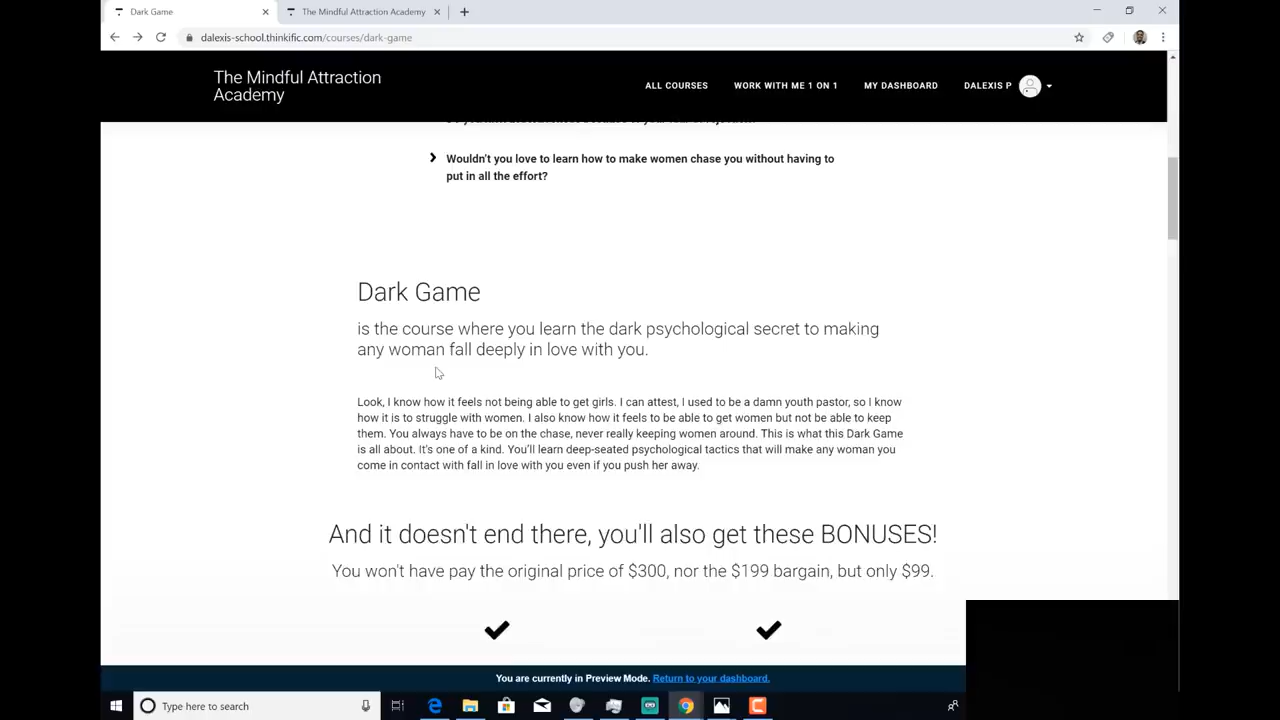 Dark Game
The Mindful Attraction Academy
dalexis-school.thinkific.com/courses/dark-game
The Mindful Attraction
Academy
ALL COURSES
WORK WITH ME 1 ON 1
MY DASHBOARD
DALEXIS P
Wouldn't you love to learn how to make women chase you without having to
put in all the effort?
Dark Game
is the course where you learn the dark psychological secret to making
any woman fall deeply in love with you.
Look, I know how it feels not being able to get girls. I can attest, I used to be a damn youth pastor, so I know
how it is to struggle with women. I also know how it feels to be able to get women but not be able to keep
them. You always have to be on the chase, never really keeping women around. This is what this Dark Game
is all about. It's one of a kind. You'll learn deep-seated psychological tactics that will make any woman you
come in contact with fall in love with you even if you push her away.
And it doesn't end there, you'll also get these BONUSES!
You won't have pay the original price of $300, nor the $199 bargain, but only $99.
You are currently in Preview Mode. Return to your dashboard.
Type here to search